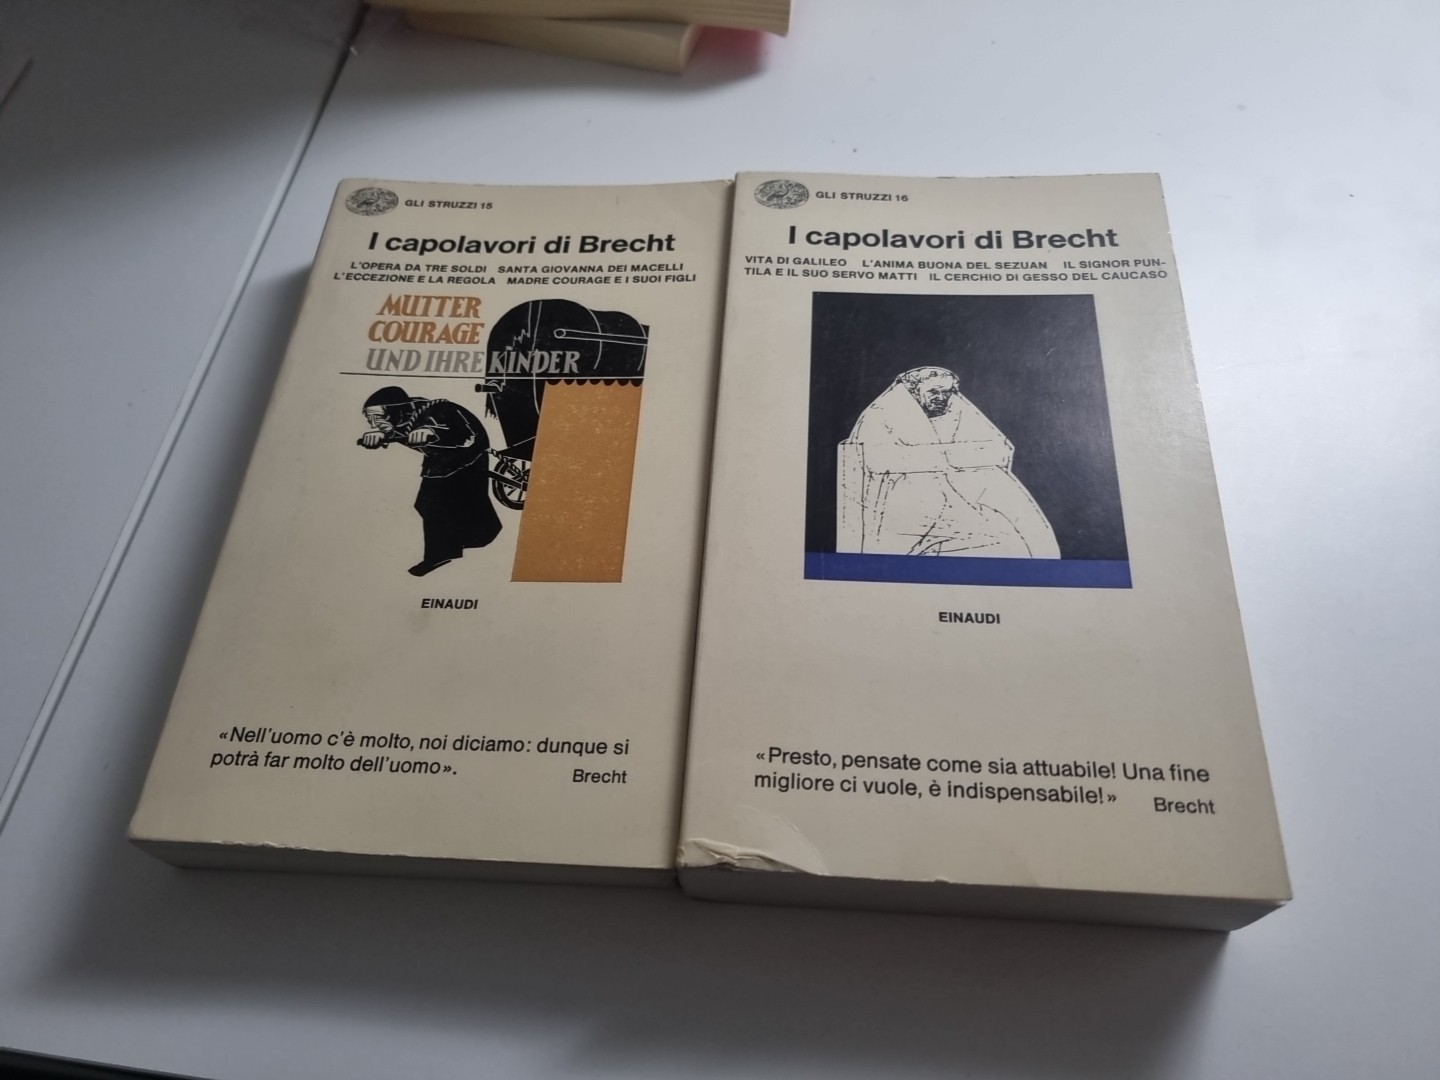 GLI STRUZZI 15
I capolavori di Brecht
L'OPERA DA TRE SOLDI SANTA GIOVANNA DEI MACELLI
L'ECCEZIONE E LA REGOLA MADRE COURAGE E I SUOI FIGLI
MUTTER
COURAGE
UND IHRE KINDER
EINAUDI
«Nell'uomo c'è molto, noi diciamo: dunque si
potrà far molto dell'uomo».
Brecht
GLI STRUZZI 16
I capolavori di Brecht
VITA DI GALILEO L'ANIMA BUONA DEL SEZUAN IL SIGNOR PUN-
TILA E IL SUO SERVO MATTI IL CERCHIO DI GESSO DEL CAUCASO
EINAUDI
«Presto, pensate come sia attuabile! Una fine
migliore ci vuole, è indispensabile!» Brecht